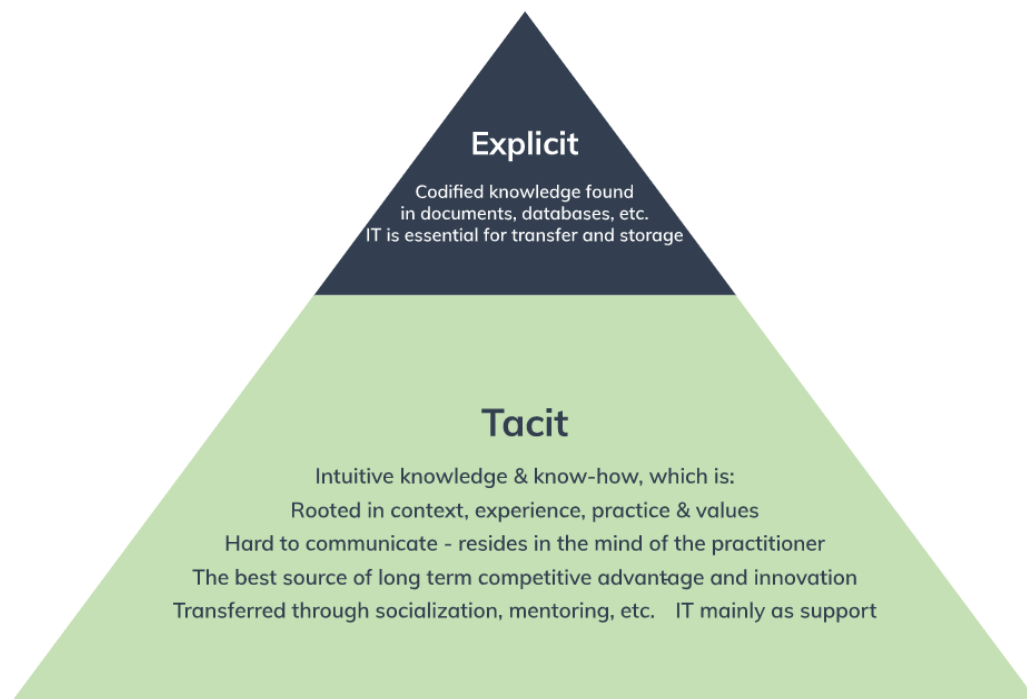 Explicit
Codified knowledge found
in documents, databases, etc.
IT is essential for transfer and storage
Tacit
Intuitive knowledge & know-how, which is:
Rooted in context, experience, practice & values
Hard to communicate - resides in the mind of the practitioner
The best source of long term competitive advantage and innovation
Transferred through socialization, mentoring, etc. IT mainly as support